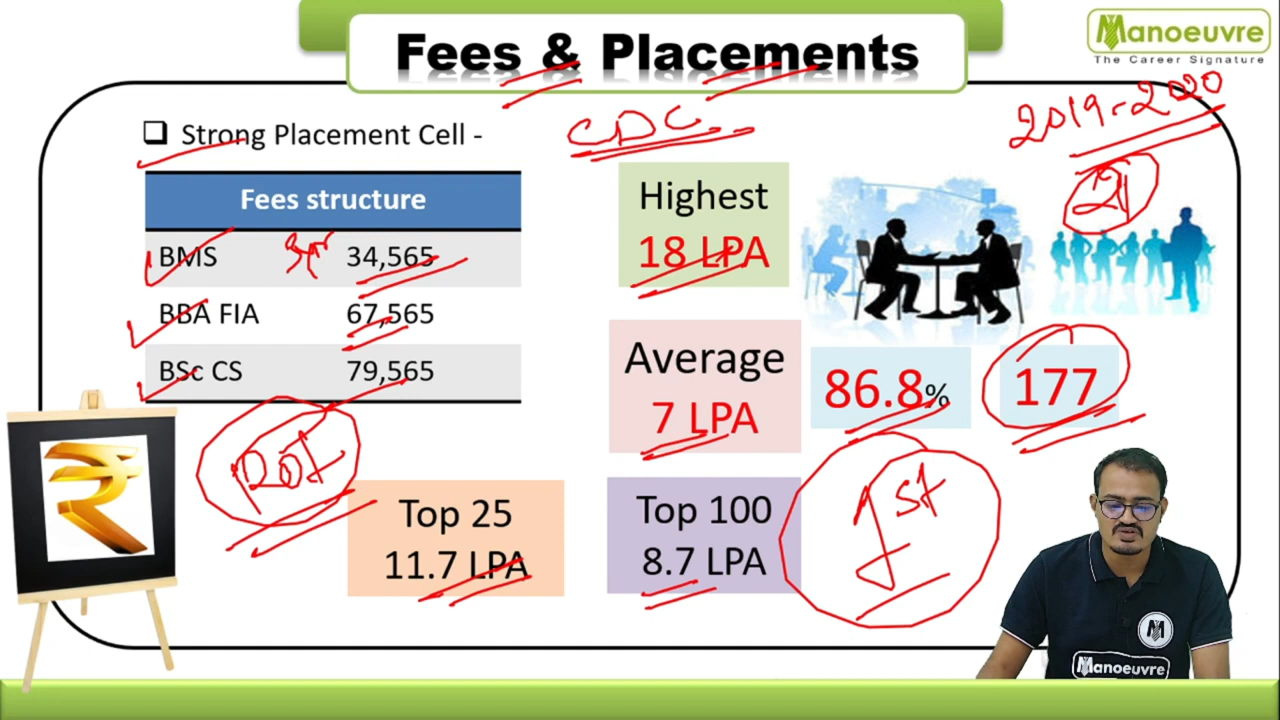 Fees & Placements
Manoeuvre
The Career Signature
2019-2020
❑ Strong Placement Cell -
CDC
21
Fees structure
BMS 34,565
BBA FIA 67,565
BSc CS 79,565
Highest
18 LPA
Average
7 LPA
86.8%
177
ROI
Top 25
11.7 LPA
Top 100
8.7 LPA
1st
M
Manoeuvre